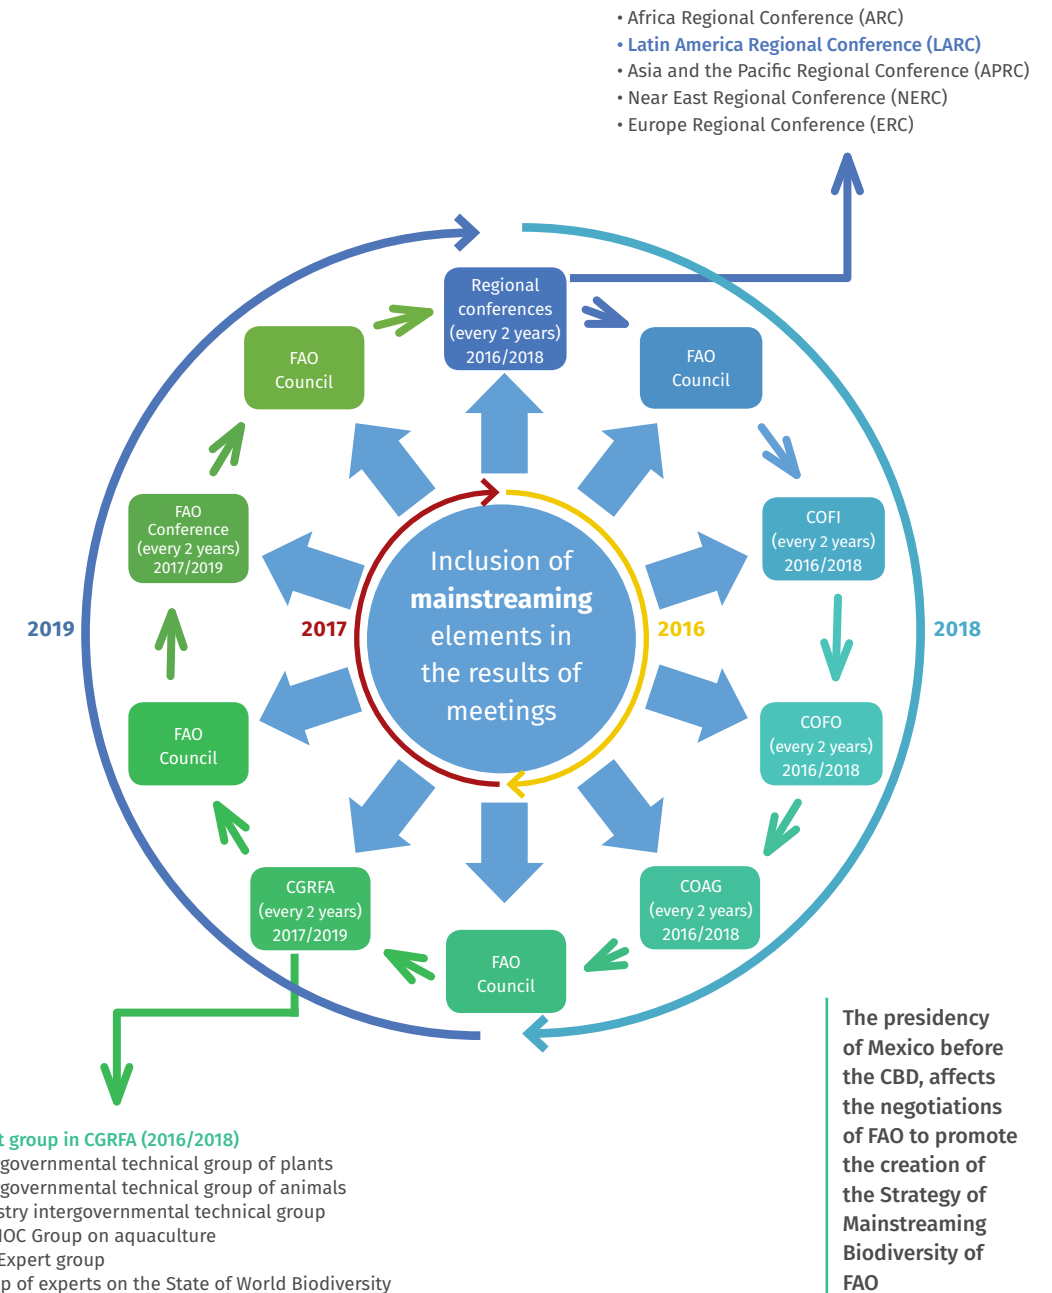 • Africa Regional Conference (ARC)
• Latin America Regional Conference (LARC)
• Asia and the Pacific Regional Conference (APRC)
• Near East Regional Conference (NERC)
• Europe Regional Conference (ERC)
Regional
conferences
(every 2 years)
2016/2018
FAO
Council
COFI
(every 2 years)
2016/2018
COFO
(every 2 years)
2016/2018
COAG
(every 2 years)
2016/2018
FAO
Council
CGRFA
(every 2 years)
2017/2019
FAO
Council
FAO
Conference
(every 2 years)
2017/2019
FAO
Council
Inclusion of
mainstreaming
elements in
the results of
meetings
2019
2017
2016
2018
group in CGRFA (2016/2018)
technical group of plants
technical group of animals
intergovernmental technical group
Group on aquaculture
Expert group
of experts on the State of World Biodiversity
The presidency
of Mexico before
the CBD, affects
the negotiations
of FAO to promote
the creation of
the Strategy of
Mainstreaming
Biodiversity of
FAO